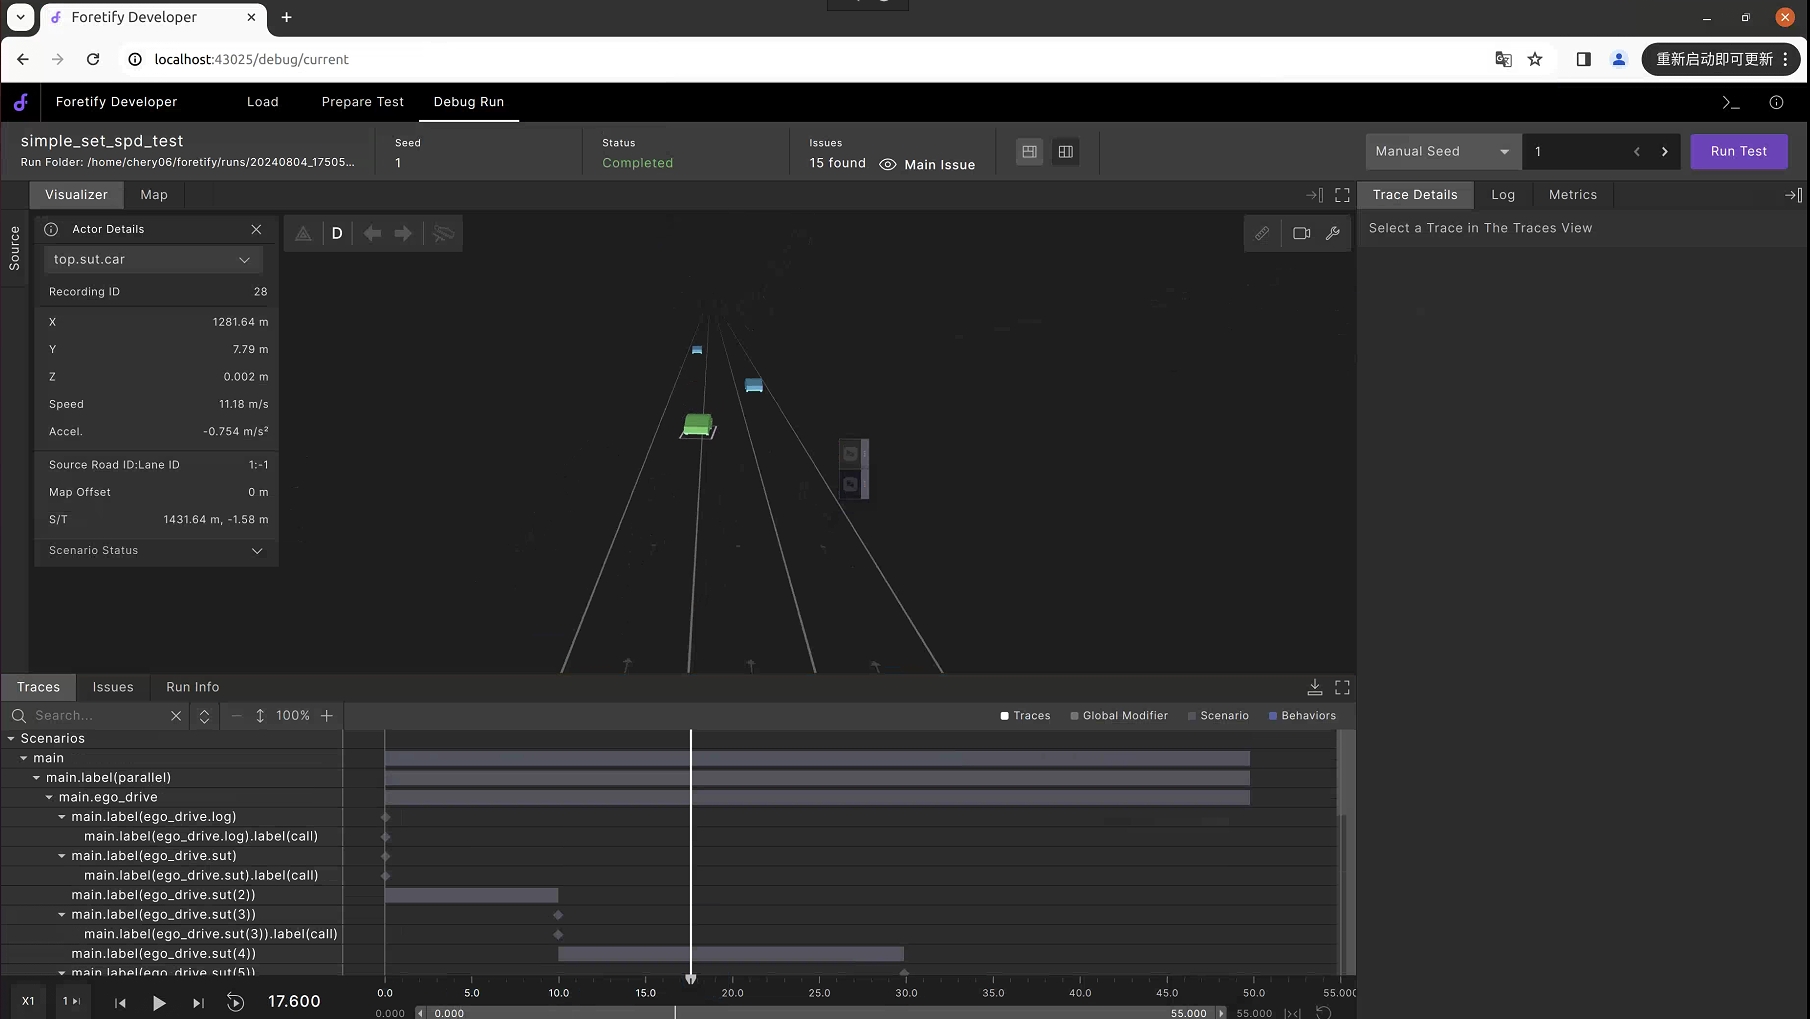 Foretify Developer
localhost:43025/debug/current
重新启动即可更新
Foretify Developer
Load
Prepare Test
Debug Run
simple_set_spd_test
Run Folder: /home/chery06/foretify/runs/20240804_17505...
Seed
1
Status
Completed
Issues
15 found
Main Issue
Manual Seed
1
Run Test
Visualizer
Map
Trace Details
Log
Metrics
Source
Actor Details
D
Select a Trace in The Traces View
top.sut.car
Recording ID 28
X 1281.64 m
Y 7.79 m
Z 0.002 m
Speed 11.18 m/s
Accel. -0.754 m/s²
Source Road ID:Lane ID 1:-1
Map Offset 0 m
S/T 1431.64 m, -1.58 m
Scenario Status
Traces
Issues
Run Info
Search...
100%
Traces
Global Modifier
Scenario
Behaviors
Scenarios
main
main.label(parallel)
main.ego_drive
main.label(ego_drive.log)
main.label(ego_drive.log).label(call)
main.label(ego_drive.sut)
main.label(ego_drive.sut).label(call)
main.label(ego_drive.sut(2))
main.label(ego_drive.sut(3))
main.label(ego_drive.sut(3)).label(call)
main.label(ego_drive.sut(4))
main.label(ego_drive.sut(5))
X1
1
17.600
0.0 5.0 10.0 15.0 20.0 25.0 30.0 35.0 40.0 45.0 50.0 55.000
0.000 0.000 55.000 55.000